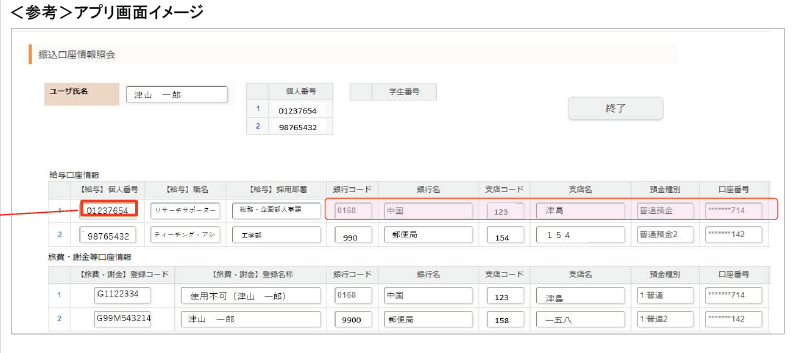 ＜参考＞アプリ画面イメージ
振込口座情報照会
ユーザ氏名 津山 一郎
個人番号 学生番号
1 01237654
2 98765432
終了
給与口座情報
【給与】個人番号 【給与】職名 【給与】採用部署 銀行コード 銀行名 支店コード 支店名 預金種別 口座番号
1 01237654 リサーチサポーター 総務・企画部人事課 0168 中国 123 津島 普通預金 *******714
2 98765432 ティーチング・アシ 工学部 990 郵便局 154 １５４ 普通預金2 *******142
旅費・謝金等口座情報
【旅費・謝金】登録コード 【旅費・謝金】登録名称 銀行コード 銀行名 支店コード 支店名 預金種別 口座番号
1 G1122334 使用不可（津山 一郎） 0168 中国 123 津島 1:普通 *******714
2 G99M543214 津山 一郎 9900 郵便局 158 一五八 1:普通2 *******142